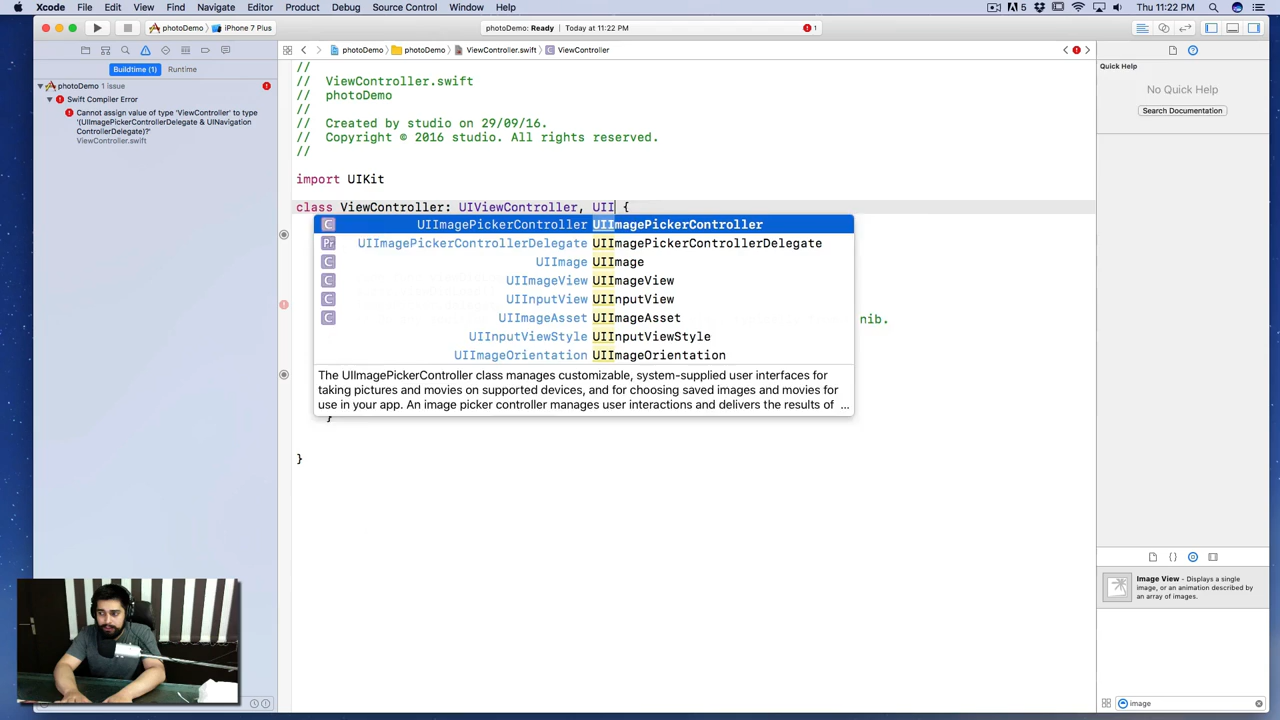 Xcode File Edit View Find Navigate Editor Product Debug Source Control Window Help
5 Thu 11:22 PM
photoDemo iPhone 7 Plus
photoDemo: Ready Today at 11:22 PM
1
photoDemo photoDemo ViewController.swift ViewController
Buildtime (1) Runtime
photoDemo 1 issue
Swift Compiler Error
Cannot assign value of type 'ViewController' to type
'(UIImagePickerControllerDelegate & UINavigation
ControllerDelegate)?'
ViewController.swift
//
// ViewController.swift
// photoDemo
//
// Created by studio on 29/09/16.
// Copyright © 2016 studio. All rights reserved.
//
import UIKit
class ViewController: UIViewController, UII {
C UIImagePickerController UIImagePickerController
Pr UIImagePickerControllerDelegate UIImagePickerControllerDelegate
C UIImage UIImage
C UIImageView UIImageView
C UIInputView UIInputView
C UIImageAsset UIImageAsset
nib.
UIInputViewStyle UIInputViewStyle
UIImageOrientation UIImageOrientation
The UIImagePickerController class manages customizable, system-supplied user interfaces for
taking pictures and movies on supported devices, and for choosing saved images and movies for
use in your app. An image picker controller manages user interactions and delivers the results of ...
}
}
Quick Help
No Quick Help
Search Documentation
Image View - Displays a single
image, or an animation described by
an array of images.
image